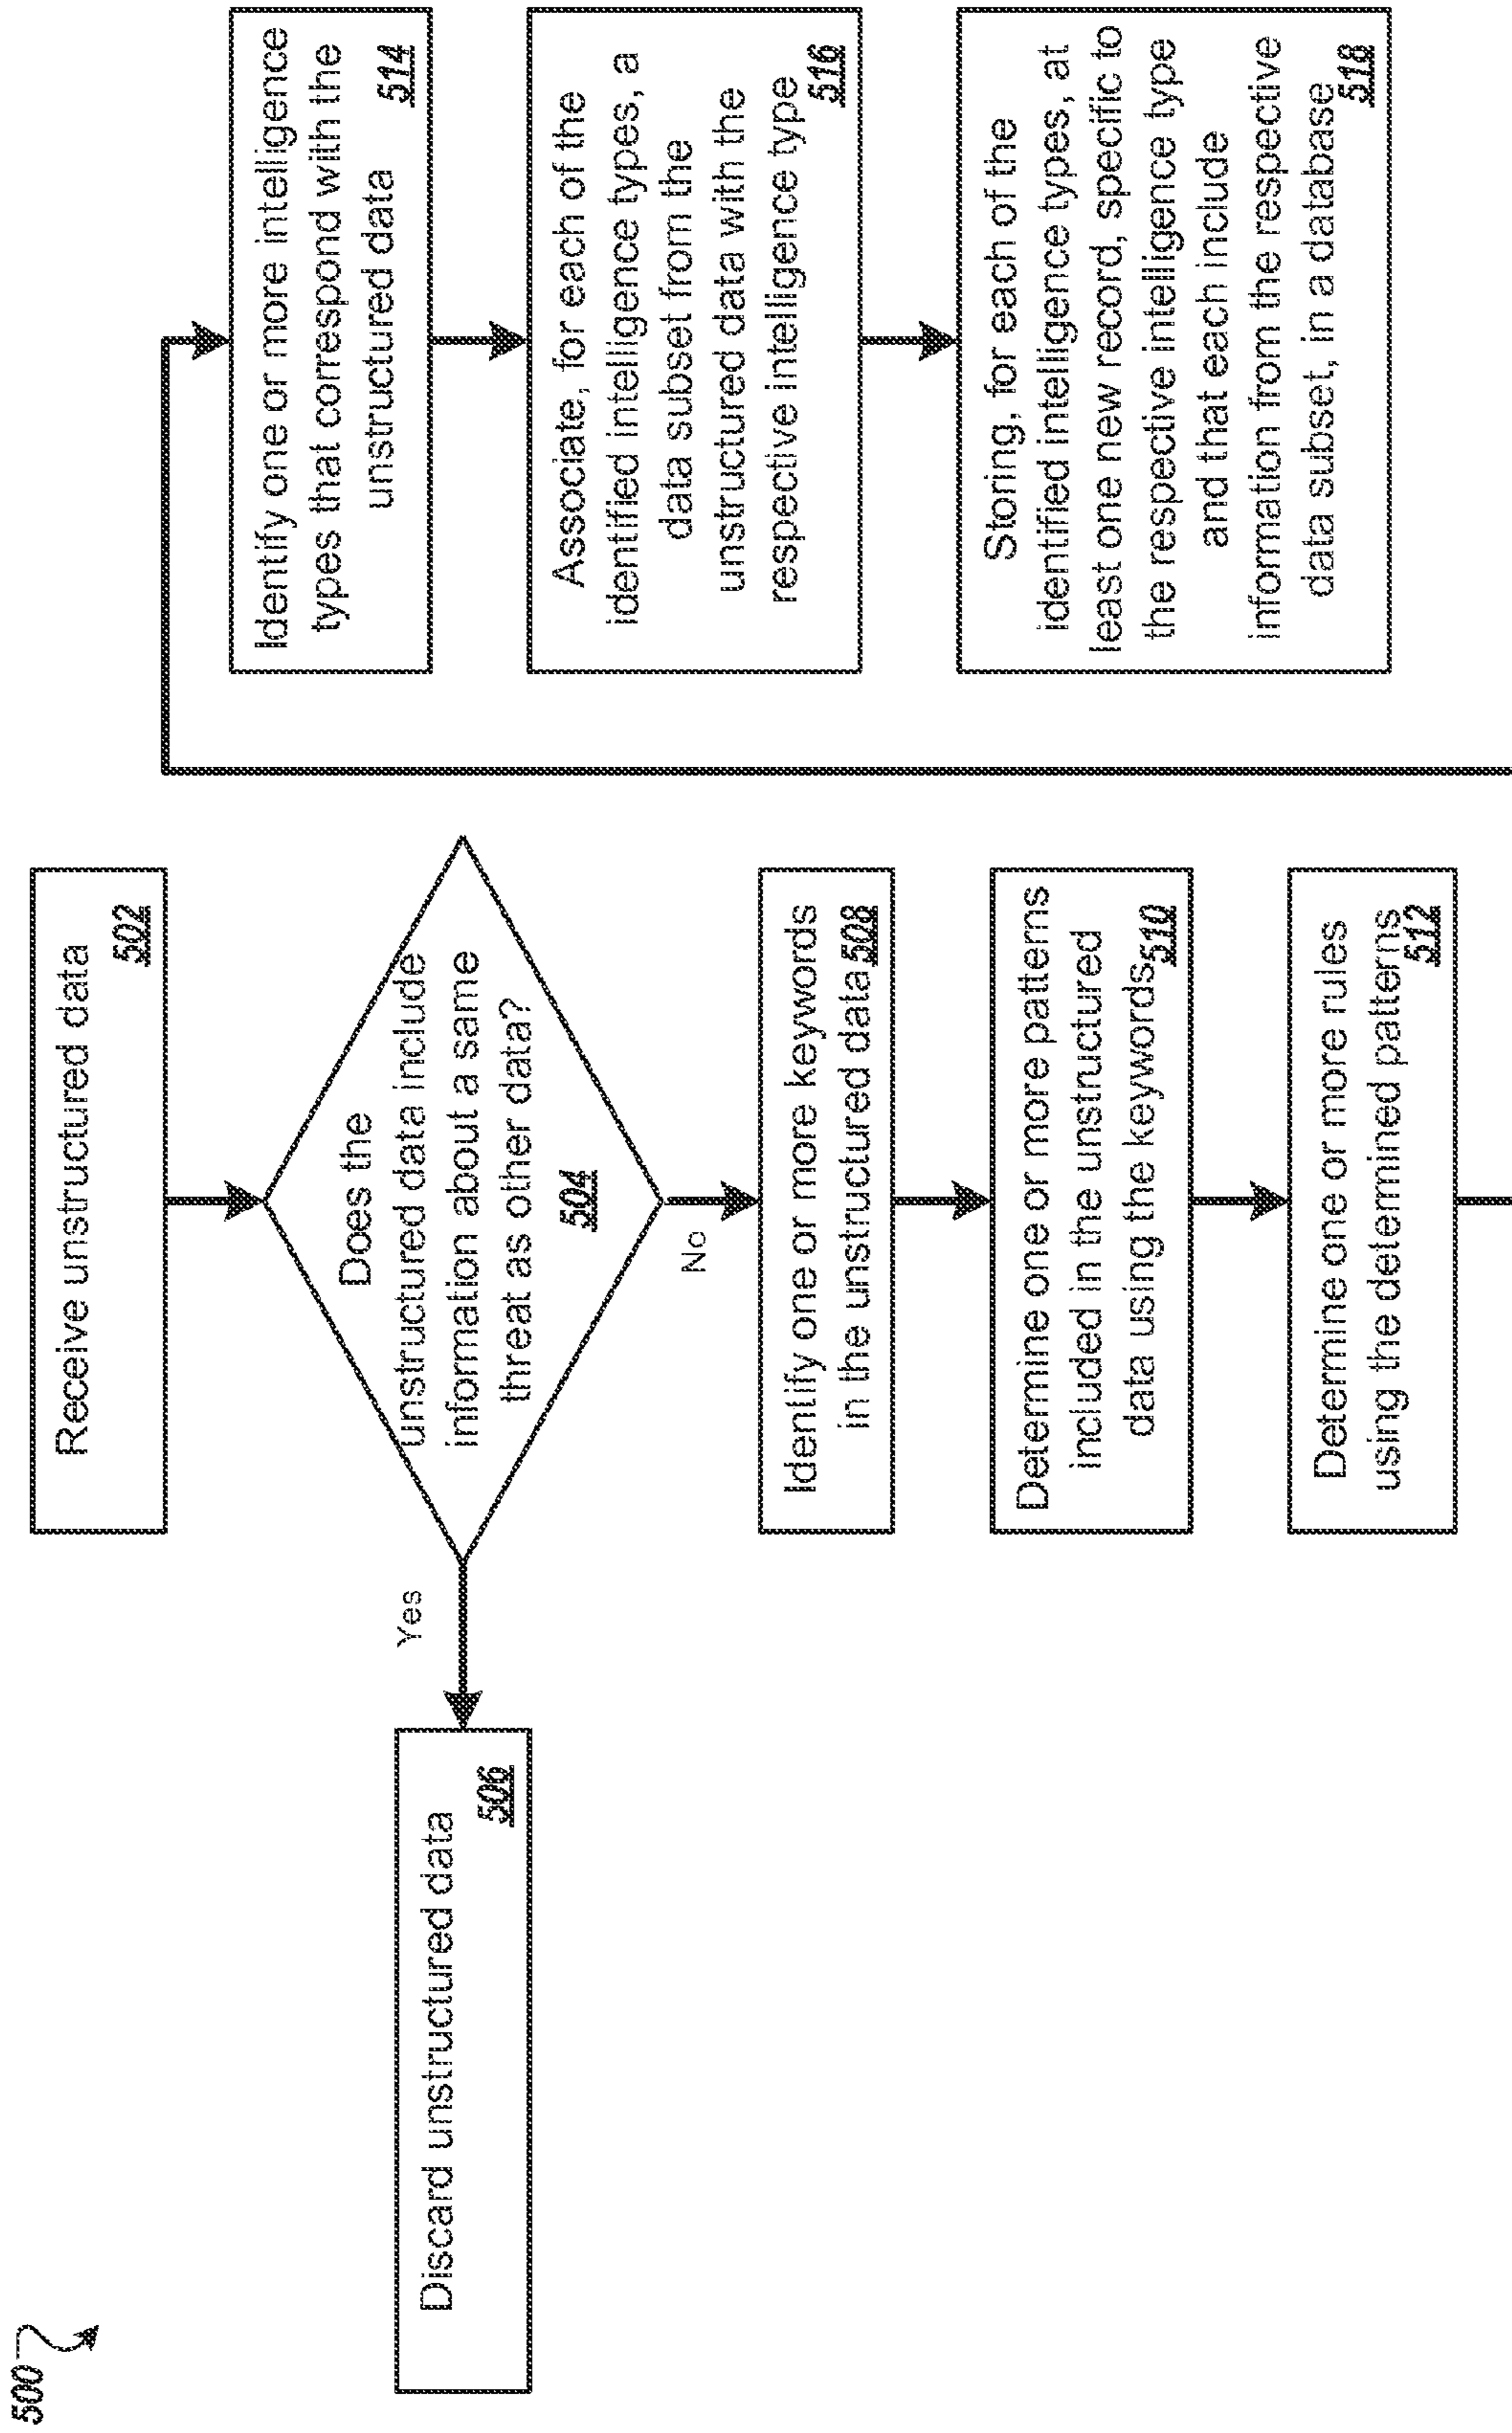 500
Receive unstructured data
502
Does the
unstructured data include
information about a same
threat as other data?
504
Yes
No
Discard unstructured data
506
Identify one or more keywords
in the unstructured data 508
Determine one or more patterns
included in the unstructured
data using the keywords 510
Determine one or more rules
using the determined patterns
512
Identify one or more intelligence
types that correspond with the
unstructured data 514
Associate, for each of the
identified intelligence types, a
data subset from the
unstructured data with the
respective intelligence type
516
Storing, for each of the
identified intelligence types, at
least one new record, specific to
the respective intelligence type
and that each include
information from the respective
data subset, in a database
518